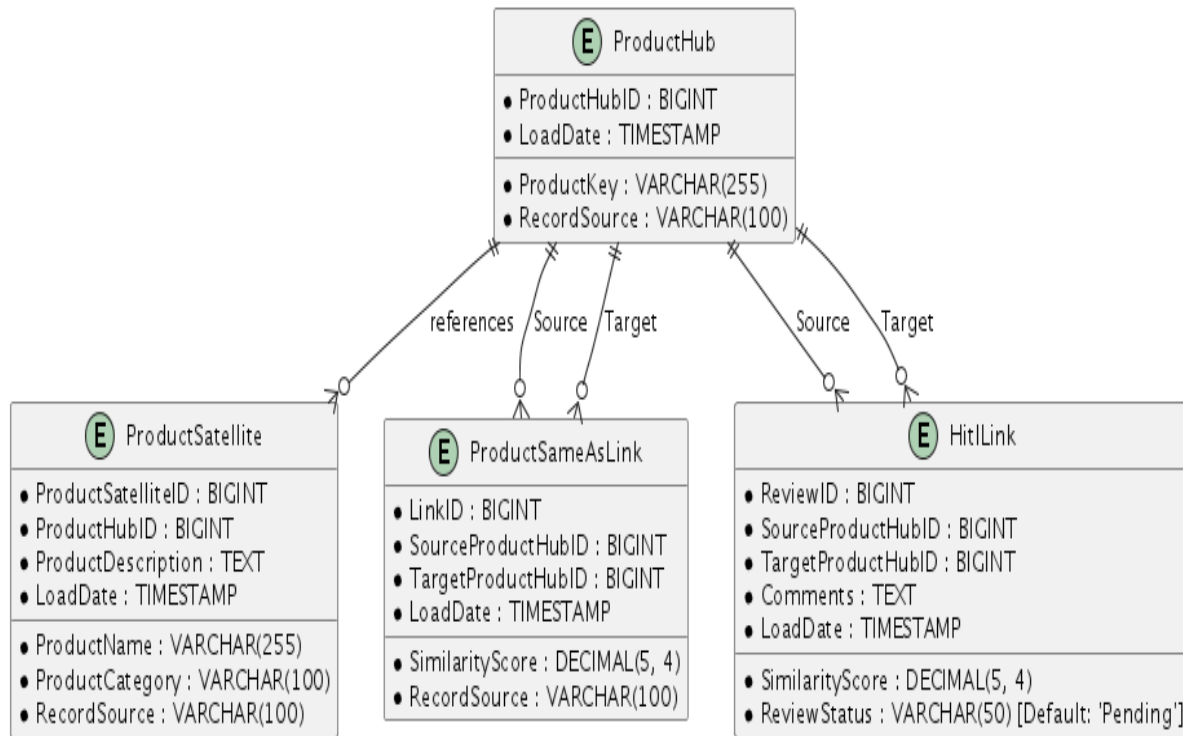 E ProductHub
ProductHubID : BIGINT
LoadDate : TIMESTAMP
ProductKey : VARCHAR(255)
RecordSource : VARCHAR(100)
references
Source
Target
Source
Target
E ProductSatellite
ProductSatelliteID : BIGINT
ProductHubID : BIGINT
ProductDescription : TEXT
LoadDate : TIMESTAMP
ProductName : VARCHAR(255)
ProductCategory : VARCHAR(100)
RecordSource : VARCHAR(100)
E ProductSameAsLink
LinkID : BIGINT
SourceProductHubID : BIGINT
TargetProductHubID : BIGINT
LoadDate : TIMESTAMP
SimilarityScore : DECIMAL(5, 4)
RecordSource : VARCHAR(100)
E HitlLink
ReviewID : BIGINT
SourceProductHubID : BIGINT
TargetProductHubID : BIGINT
Comments : TEXT
LoadDate : TIMESTAMP
SimilarityScore : DECIMAL(5, 4)
ReviewStatus : VARCHAR(50) [Default: 'Pending']